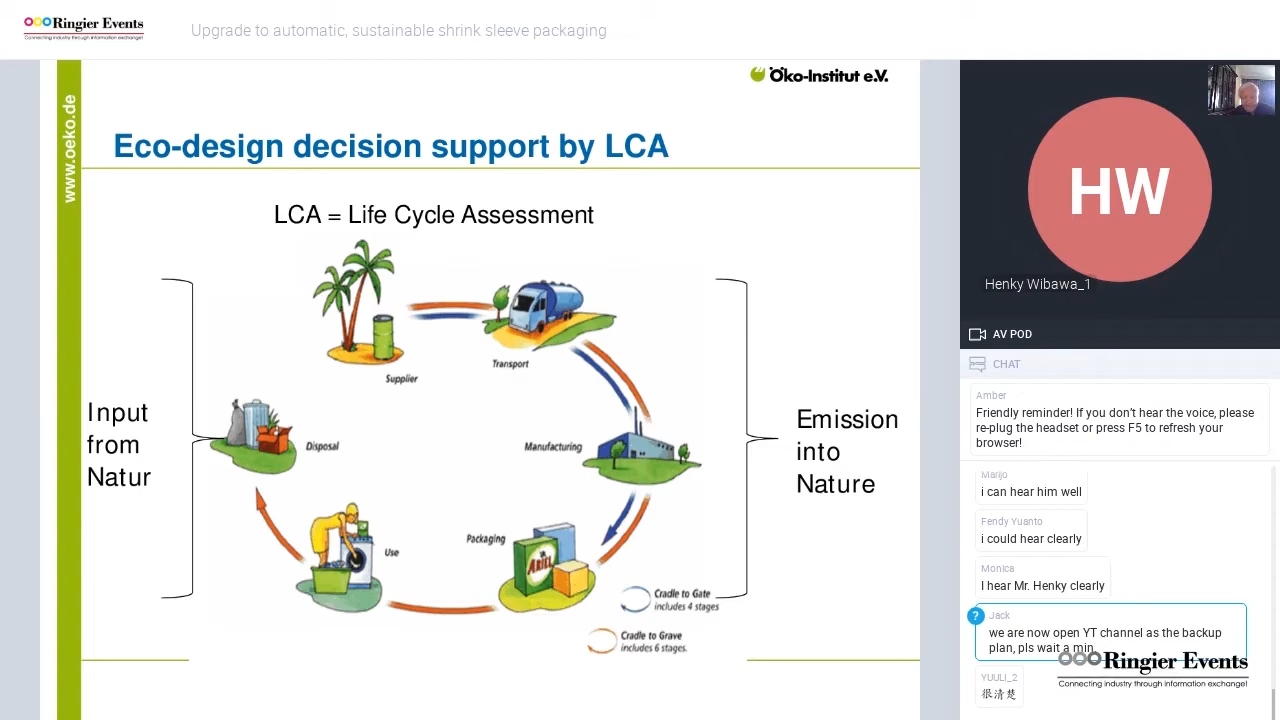 Ringier Events
Connecting industry through information exchange!
Upgrade to automatic, sustainable shrink sleeve packaging
www.oeko.de
Öko-Institut e.V.
Eco-design decision support by LCA
LCA = Life Cycle Assessment
Supplier
Transport
Input
from
Natur
Disposal
Manufacturing
Emission
into
Nature
Use
Packaging
ARIEL
Cradle to Gate
includes 4 stages
Cradle to Grave
includes 6 stages.
HW
Henky Wibawa_1
AV POD
CHAT
Amber
Friendly reminder! If you don't hear the voice, please
re-plug the headset or press F5 to refresh your
browser!
Marijo
i can hear him well
Fendy Yuanto
i could hear clearly
Monica
I hear Mr. Henky clearly
?
Jack
we are now open YT channel as the backup
plan, pls wait a min
YUULI_2
很清楚
Ringier Events
Connecting industry through information exchange!